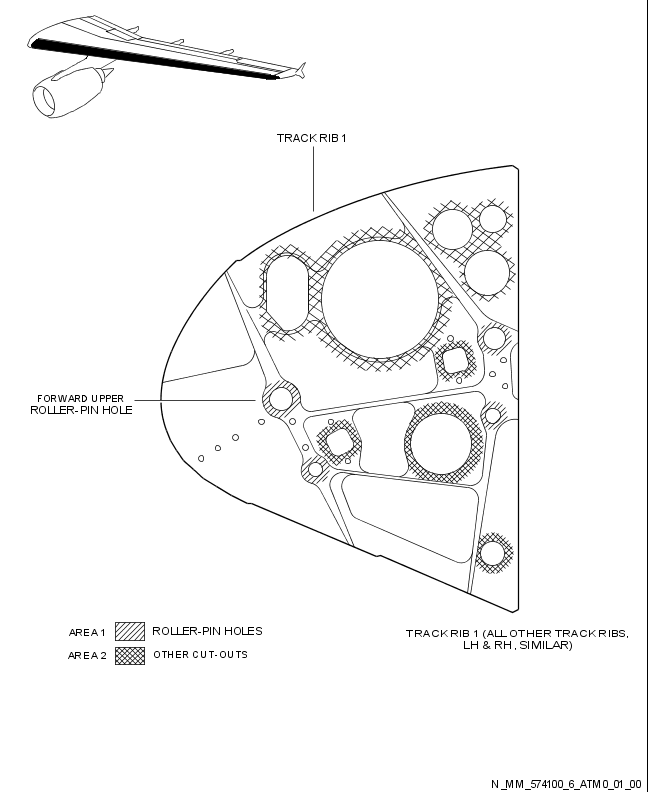 TRACK RIB 1
FORWARD UPPER
ROLLER-PIN HOLE
AREA 1 ROLLER-PIN HOLES
AREA 2 OTHER CUT-OUTS
TRACK RIB 1 (ALL OTHER TRACK RIBS,
LH & RH, SIMILAR)
N_MM_574100_6_ATM0_01_00